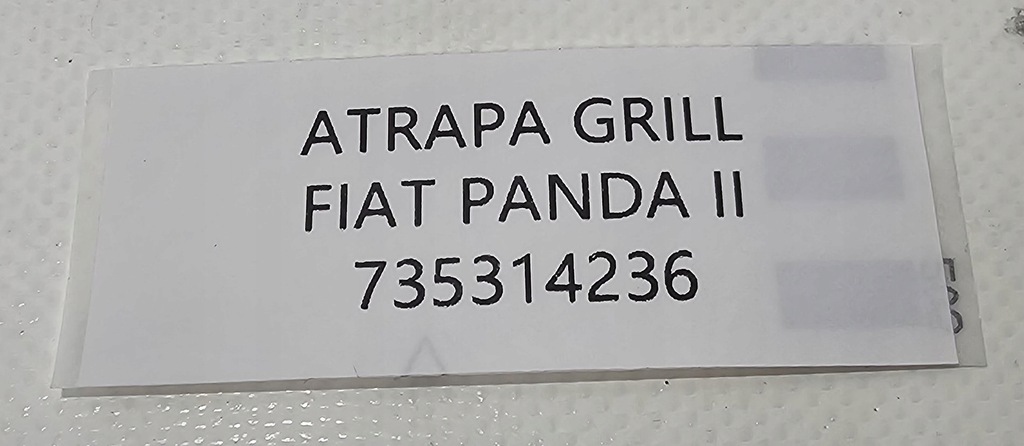 ATRAPA GRILL
FIAT PANDA II
735314236